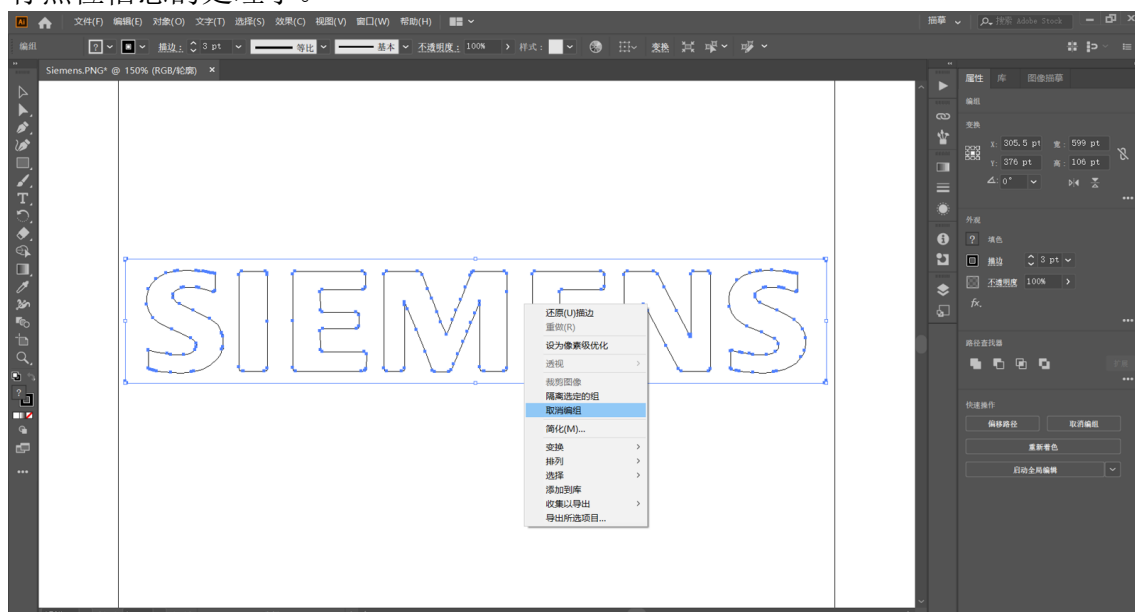 Ai 文件(F) 编辑(E) 对象(O) 文字(T) 选择(S) 效果(C) 视图(V) 窗口(W) 帮助(H) 描摹 搜索 Adobe Stock
编组 ? 描边: 3 pt 等比 基本 不透明度: 100% 样式: 变换
Siemens.PNG* @ 150% (RGB/轮廓) ×
属性 库 图像描摹
编组
变换
X: 305.5 pt 宽: 599 pt
Y: 376 pt 高: 106 pt
0°
外观
? 填色
描边 3 pt
不透明度 100%
fx.
路径查找器
快速操作
偏移路径 取消编组
重新着色
启动全局编辑
SIEMENS
还原(U)描边
重做(R)
设为像素级优化
透视
裁剪图像
隔离选定的组
取消编组
简化(M)...
变换
排列
选择
添加到库
收集以导出
导出所选项目...